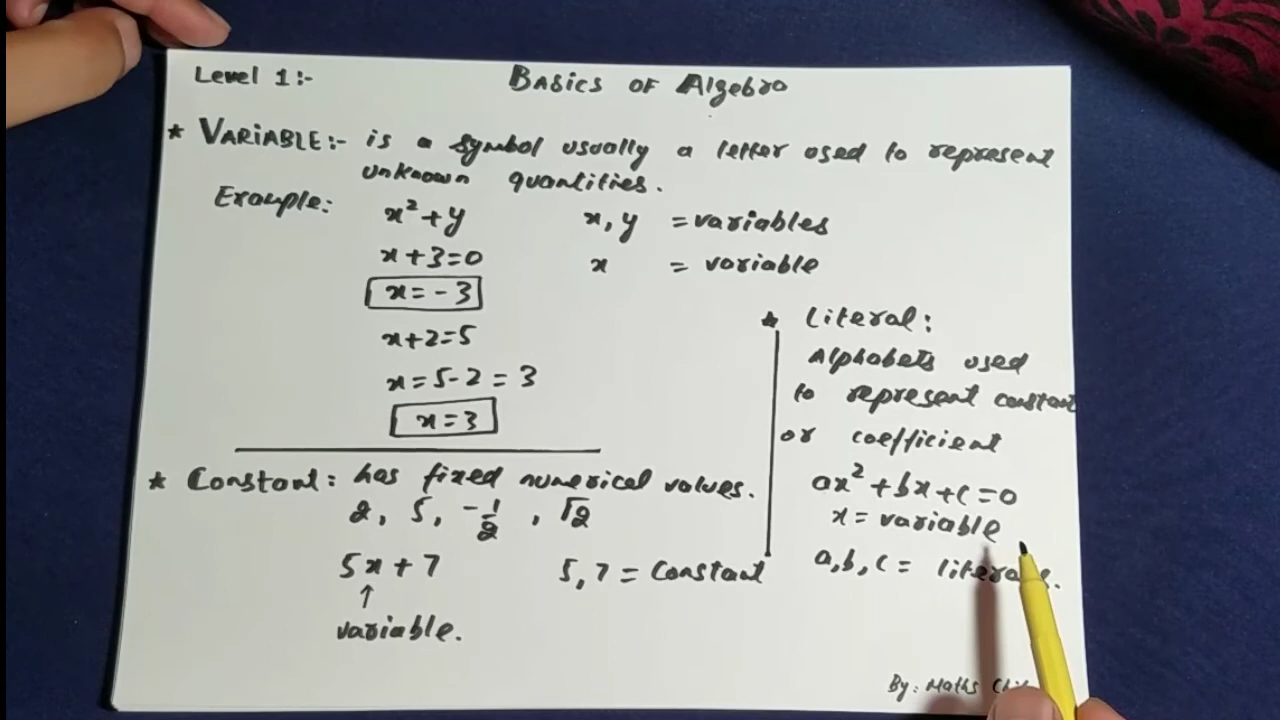 Level 1:-
Basics of Algebra
* VARIABLE:- is a symbol usually a letter used to represent
unknown quantities.
Example:
x² + y
x, y = variables
x + 3 = 0
x = variable
x = - 3
x + 2 = 5
x = 5 - 2 = 3
x = 3
* Constant: has fixed numerical values.
2, 5, -1/2, √2
5x + 7
5, 7 = Constant
↑
variable.
* Literal:
Alphabets used
to represent constant
or coefficient
ax² + bx + c = 0
x = variable
a, b, c =
By: Maths